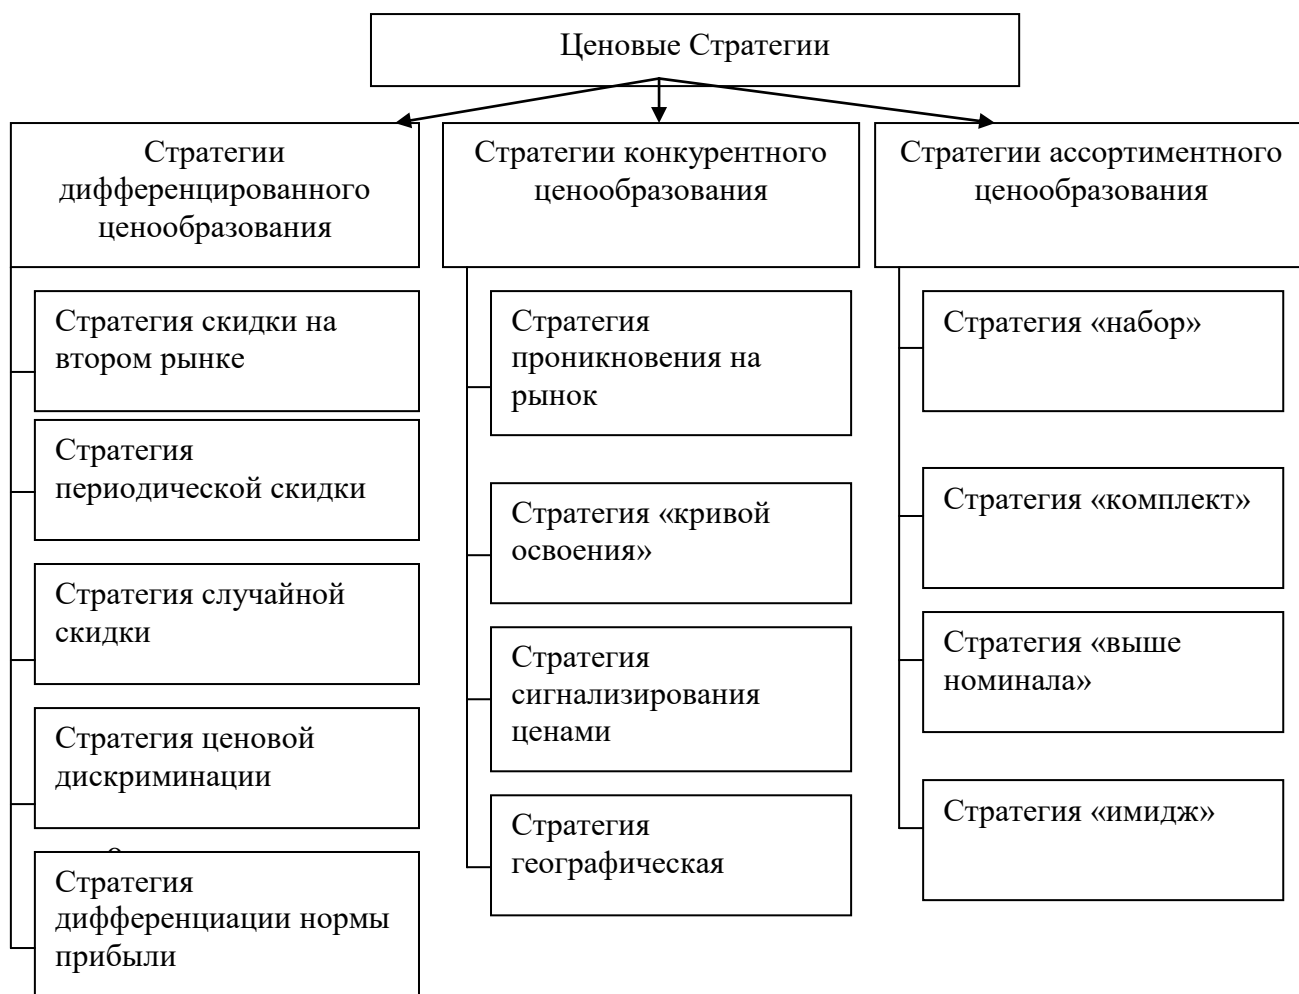 Ценовые Стратегии
Стратегии
дифференцированного
ценообразования
Стратегия скидки на
втором рынке
Стратегия
периодической скидки
Стратегия случайной
скидки
Стратегия ценовой
дискриминации
Стратегия
дифференциации нормы
прибыли
Стратегии конкурентного
ценообразования
Стратегия
проникновения на
рынок
Стратегия «кривой
освоения»
Стратегия
сигнализирования
ценами
Стратегия
географическая
Стратегии ассортиментного
ценообразования
Стратегия «набор»
Стратегия «комплект»
Стратегия «выше
номинала»
Стратегия «имидж»